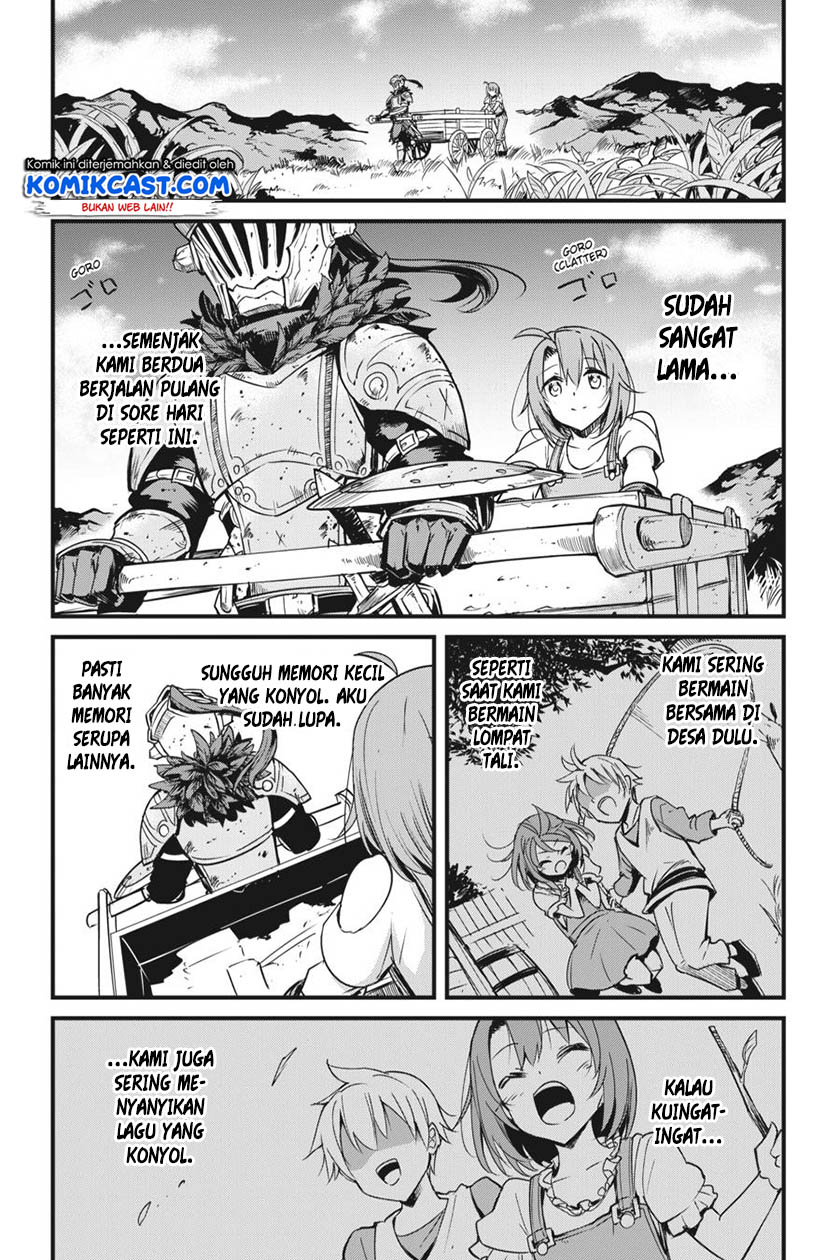 Komik ini diterjemahkan & diedit oleh
KOMIKCAST.COM
BUKAN WEB LAIN!!
GORO
(CLATTER)
ゴロ
SUDAH
SANGAT
LAMA...
GORO
ゴロ
...SEMENJAK
KAMI BERDUA
BERJALAN PULANG
DI SORE HARI
SEPERTI INI.
KAMI SERING
BERMAIN
BERSAMA DI
DESA DULU.
SEPERTI
SAAT KAMI
BERMAIN
LOMPAT
TALI.
SUNGGUH MEMORI KECIL
YANG KONYOL. AKU
SUDAH LUPA.
PASTI
BANYAK
MEMORI
SERUPA
LAINNYA.
KALAU
KUINGAT-
INGAT...
...KAMI JUGA
SERING ME-
NYANYIKAN
LAGU YANG
KONYOL.